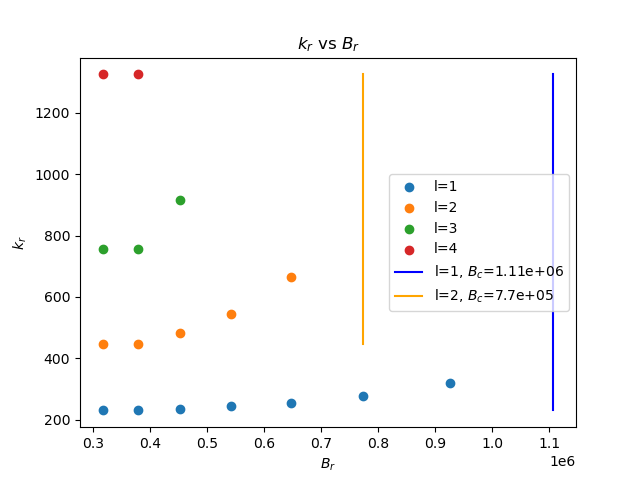 k_r vs B_r
1200
1000
800
600
400
200
k_r
l=1
l=2
l=3
l=4
l=1, B_c=1.11e+06
l=2, B_c=7.7e+05
0.3 0.4 0.5 0.6 0.7 0.8 0.9 1.0 1.1
1e6
B_r